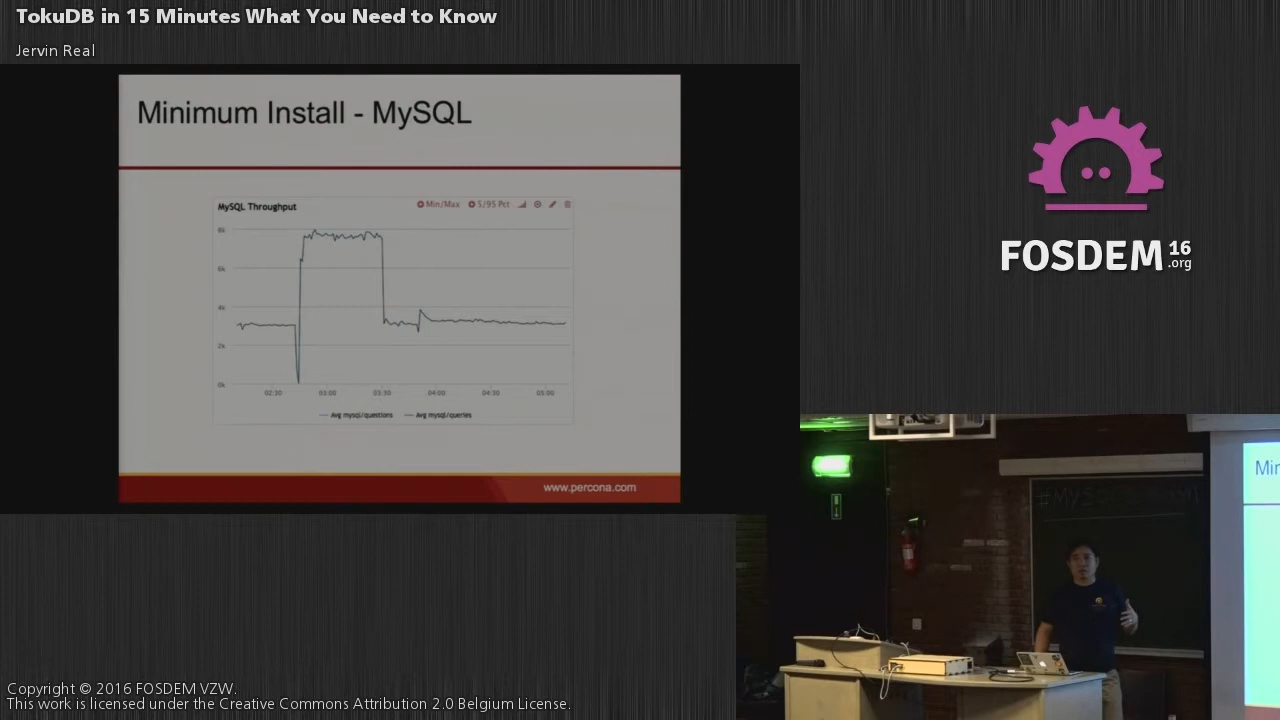 TokuDB in 15 Minutes What You Need to Know
Jervin Real
Minimum Install - MySQL
MySQL Throughput
Min/Max 5/95 Pct
8k
6k
4k
2k
0k
02:30 03:00 03:30 04:00 04:30 05:00
Avg mysql/questions Avg mysql/queries
www.percona.com
FOSDEM 16 .org
Copyright © 2016 FOSDEM VZW.
This work is licensed under the Creative Commons Attribution 2.0 Belgium License.